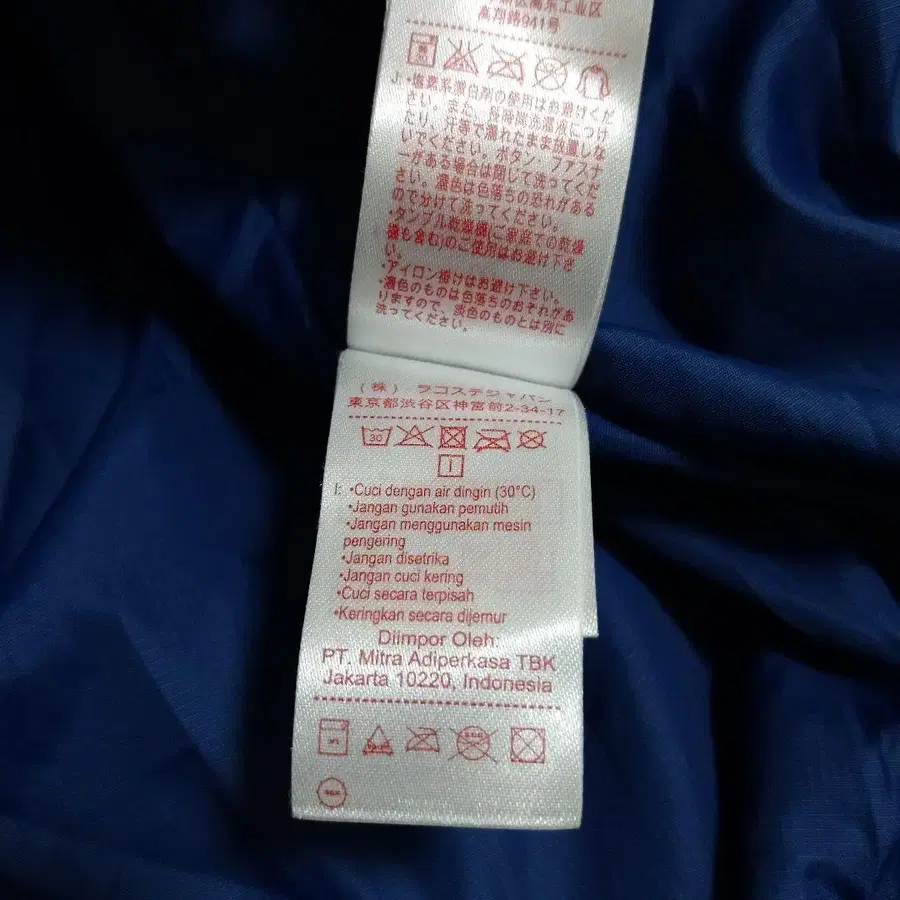 高翔路941号
J: •塩素系漂白剤の使用はお避けくだ
さい。また、長時間赤濯液につけ
たり、汗等で濡れたまま放置しな
いでください。ボタン ファスナ
ーがある場合は閉じて洗ってくだ
さい。濃色は色落ちの恐れがある
ので分けて洗ってください。
•タンブル乾燥機(ご家庭での乾燥
機も含む)のご使用はお避け下さ
い。
•アイロン掛けはお避け下さい。
•濃色のものは色落ちのおそれがあ
りますので、淡色のものとは別に
洗ってください。
(株) ラコステジャパン
東京都渋谷区神宮前2-34-17
30
I
I: •Cuci dengan air dingin (30°C)
•Jangan gunakan pemutih
•Jangan menggunakan mesin
pengering
•Jangan disetrika
•Jangan cuci kering
•Cuci secara terpisah
•Keringkan secara dijemur
Diimpor Oleh:
PT. Mitra Adiperkasa TBK
Jakarta 10220, Indonesia